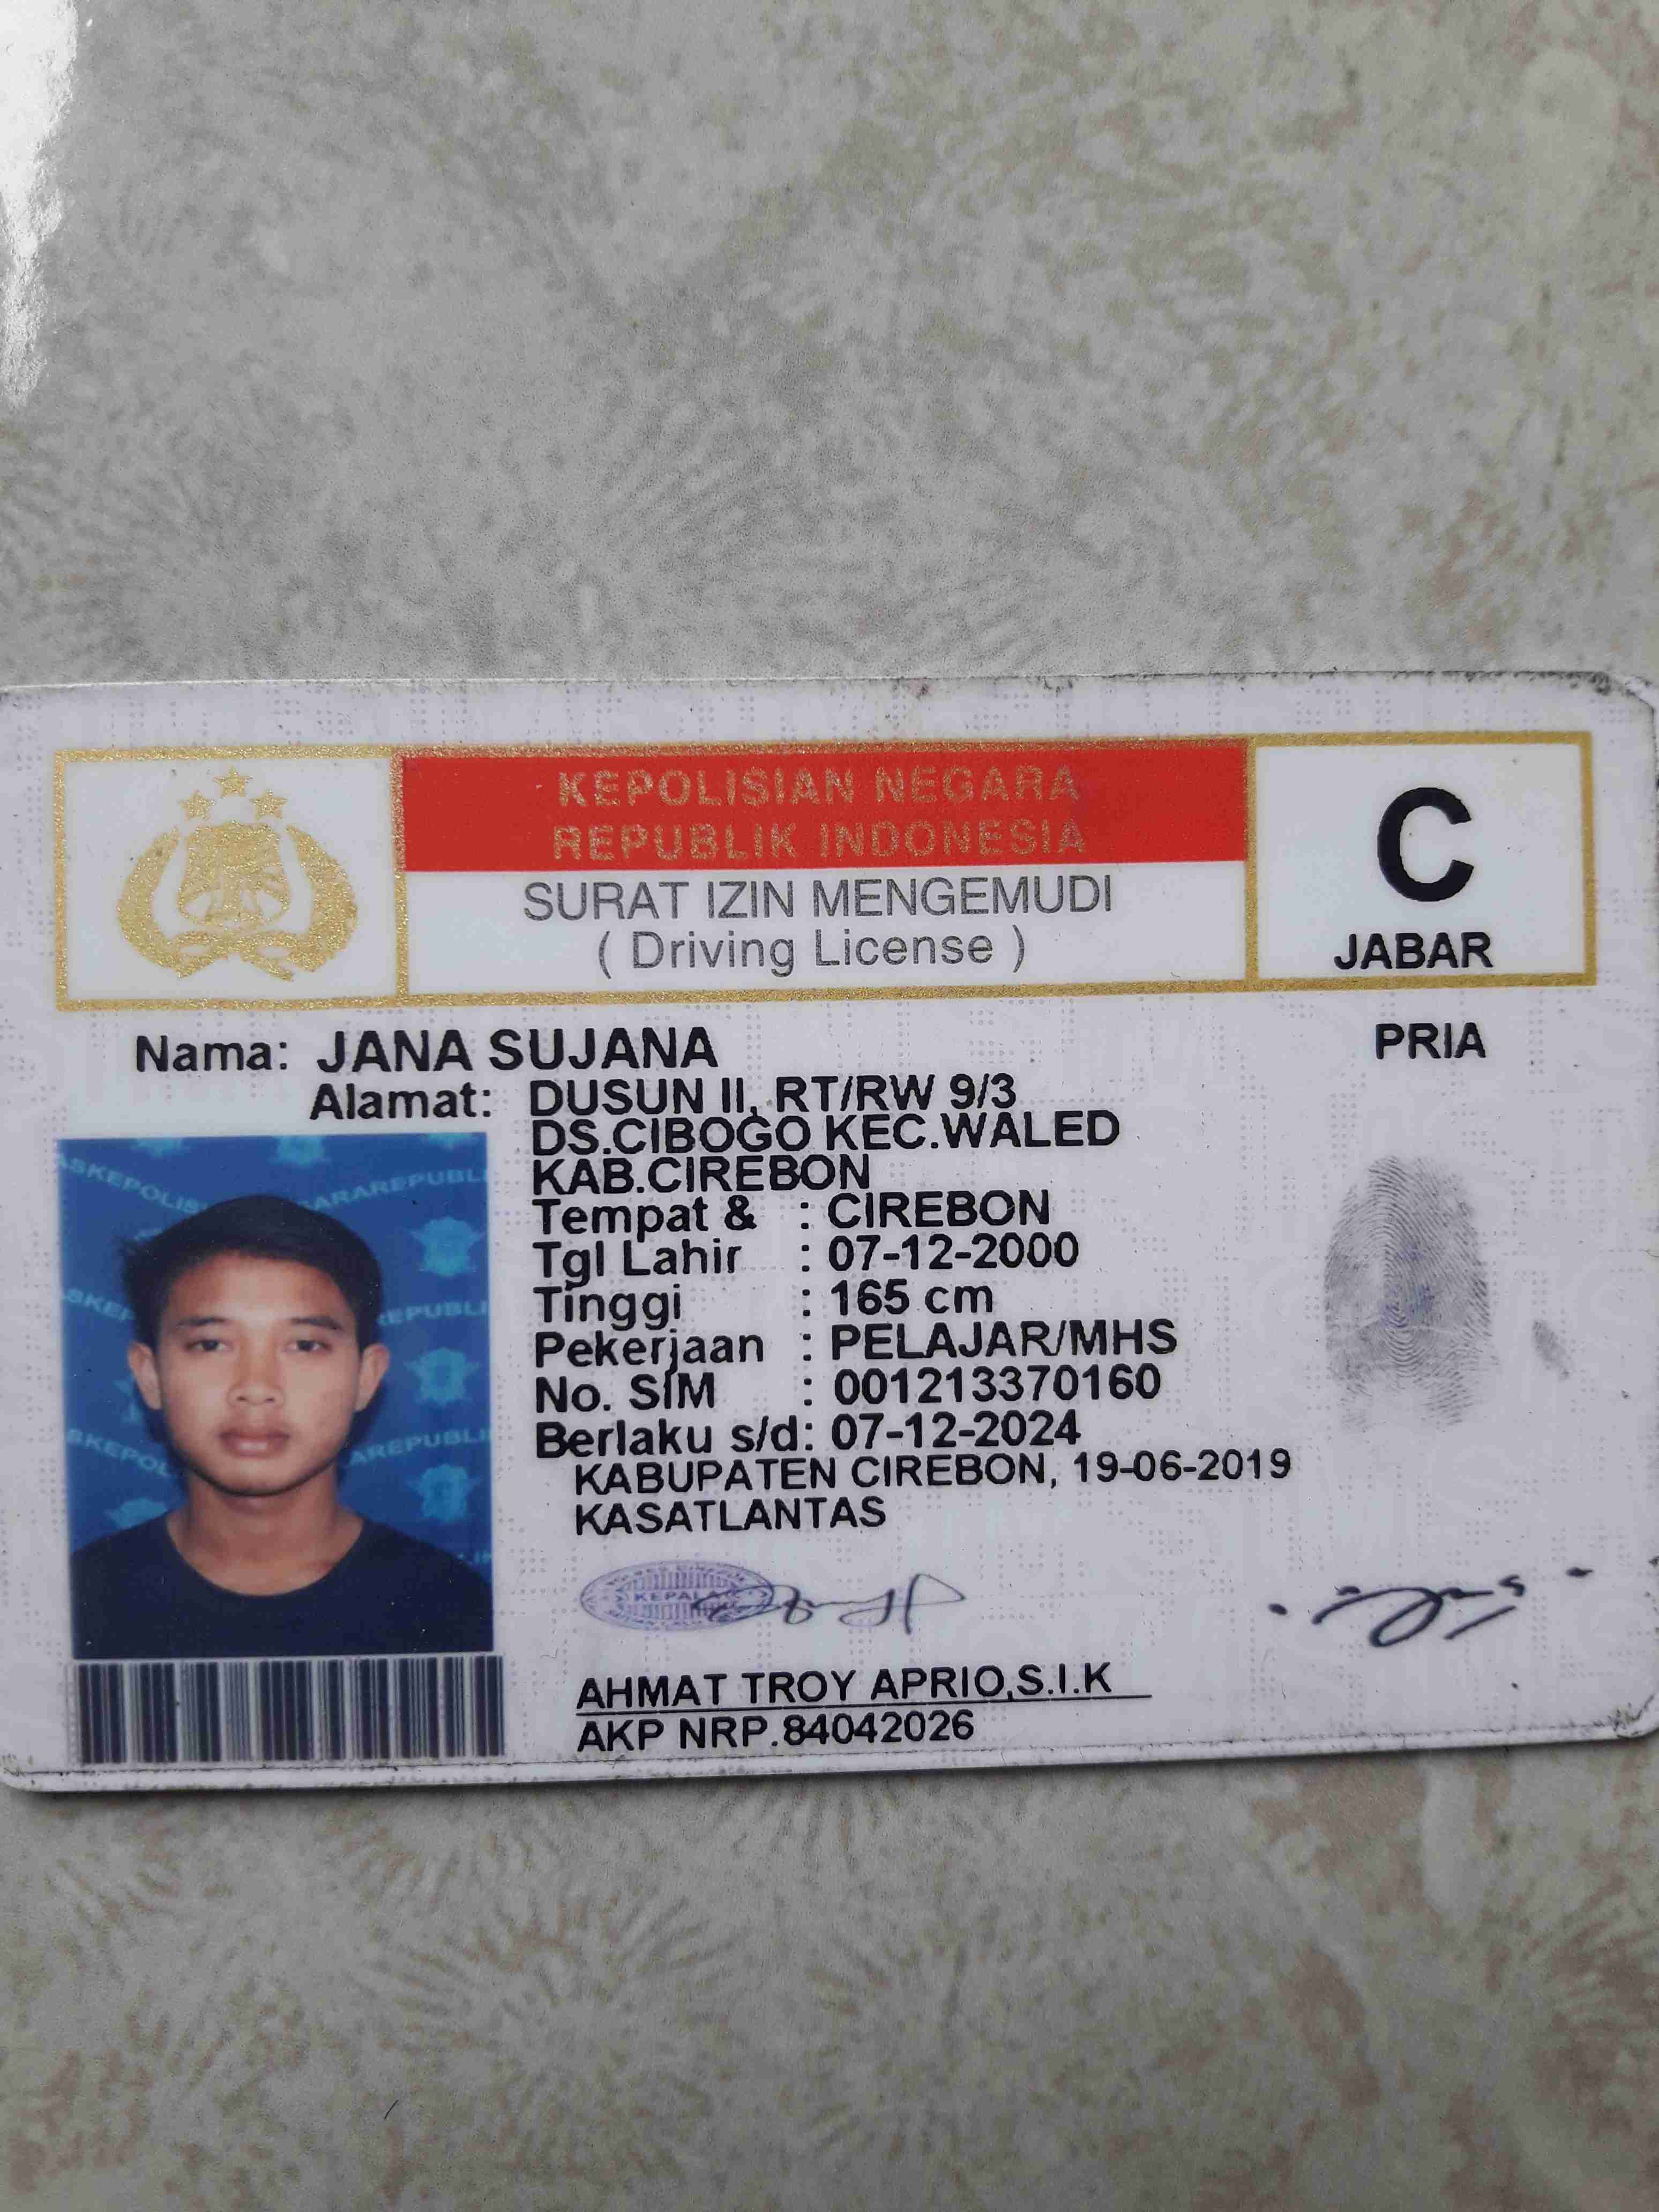 KEPOLISIAN NEGARA
REPUBLIK INDONESIA
SURAT IZIN MENGEMUDI
( Driving License )
C
JABAR
Nama: JANA SUJANA
PRIA
Alamat: DUSUN II, RT/RW 9/3
DS.CIBOGO KEC.WALED
KAB.CIREBON
Tempat & : CIREBON
Tgl Lahir : 07-12-2000
Tinggi : 165 cm
Pekerjaan : PELAJAR/MHS
No. SIM : 001213370160
Berlaku s/d: 07-12-2024
KABUPATEN CIREBON, 19-06-2019
KASATLANTAS
KEPALA
AHMAT TROY APRIO,S.I.K
AKP NRP.84042026